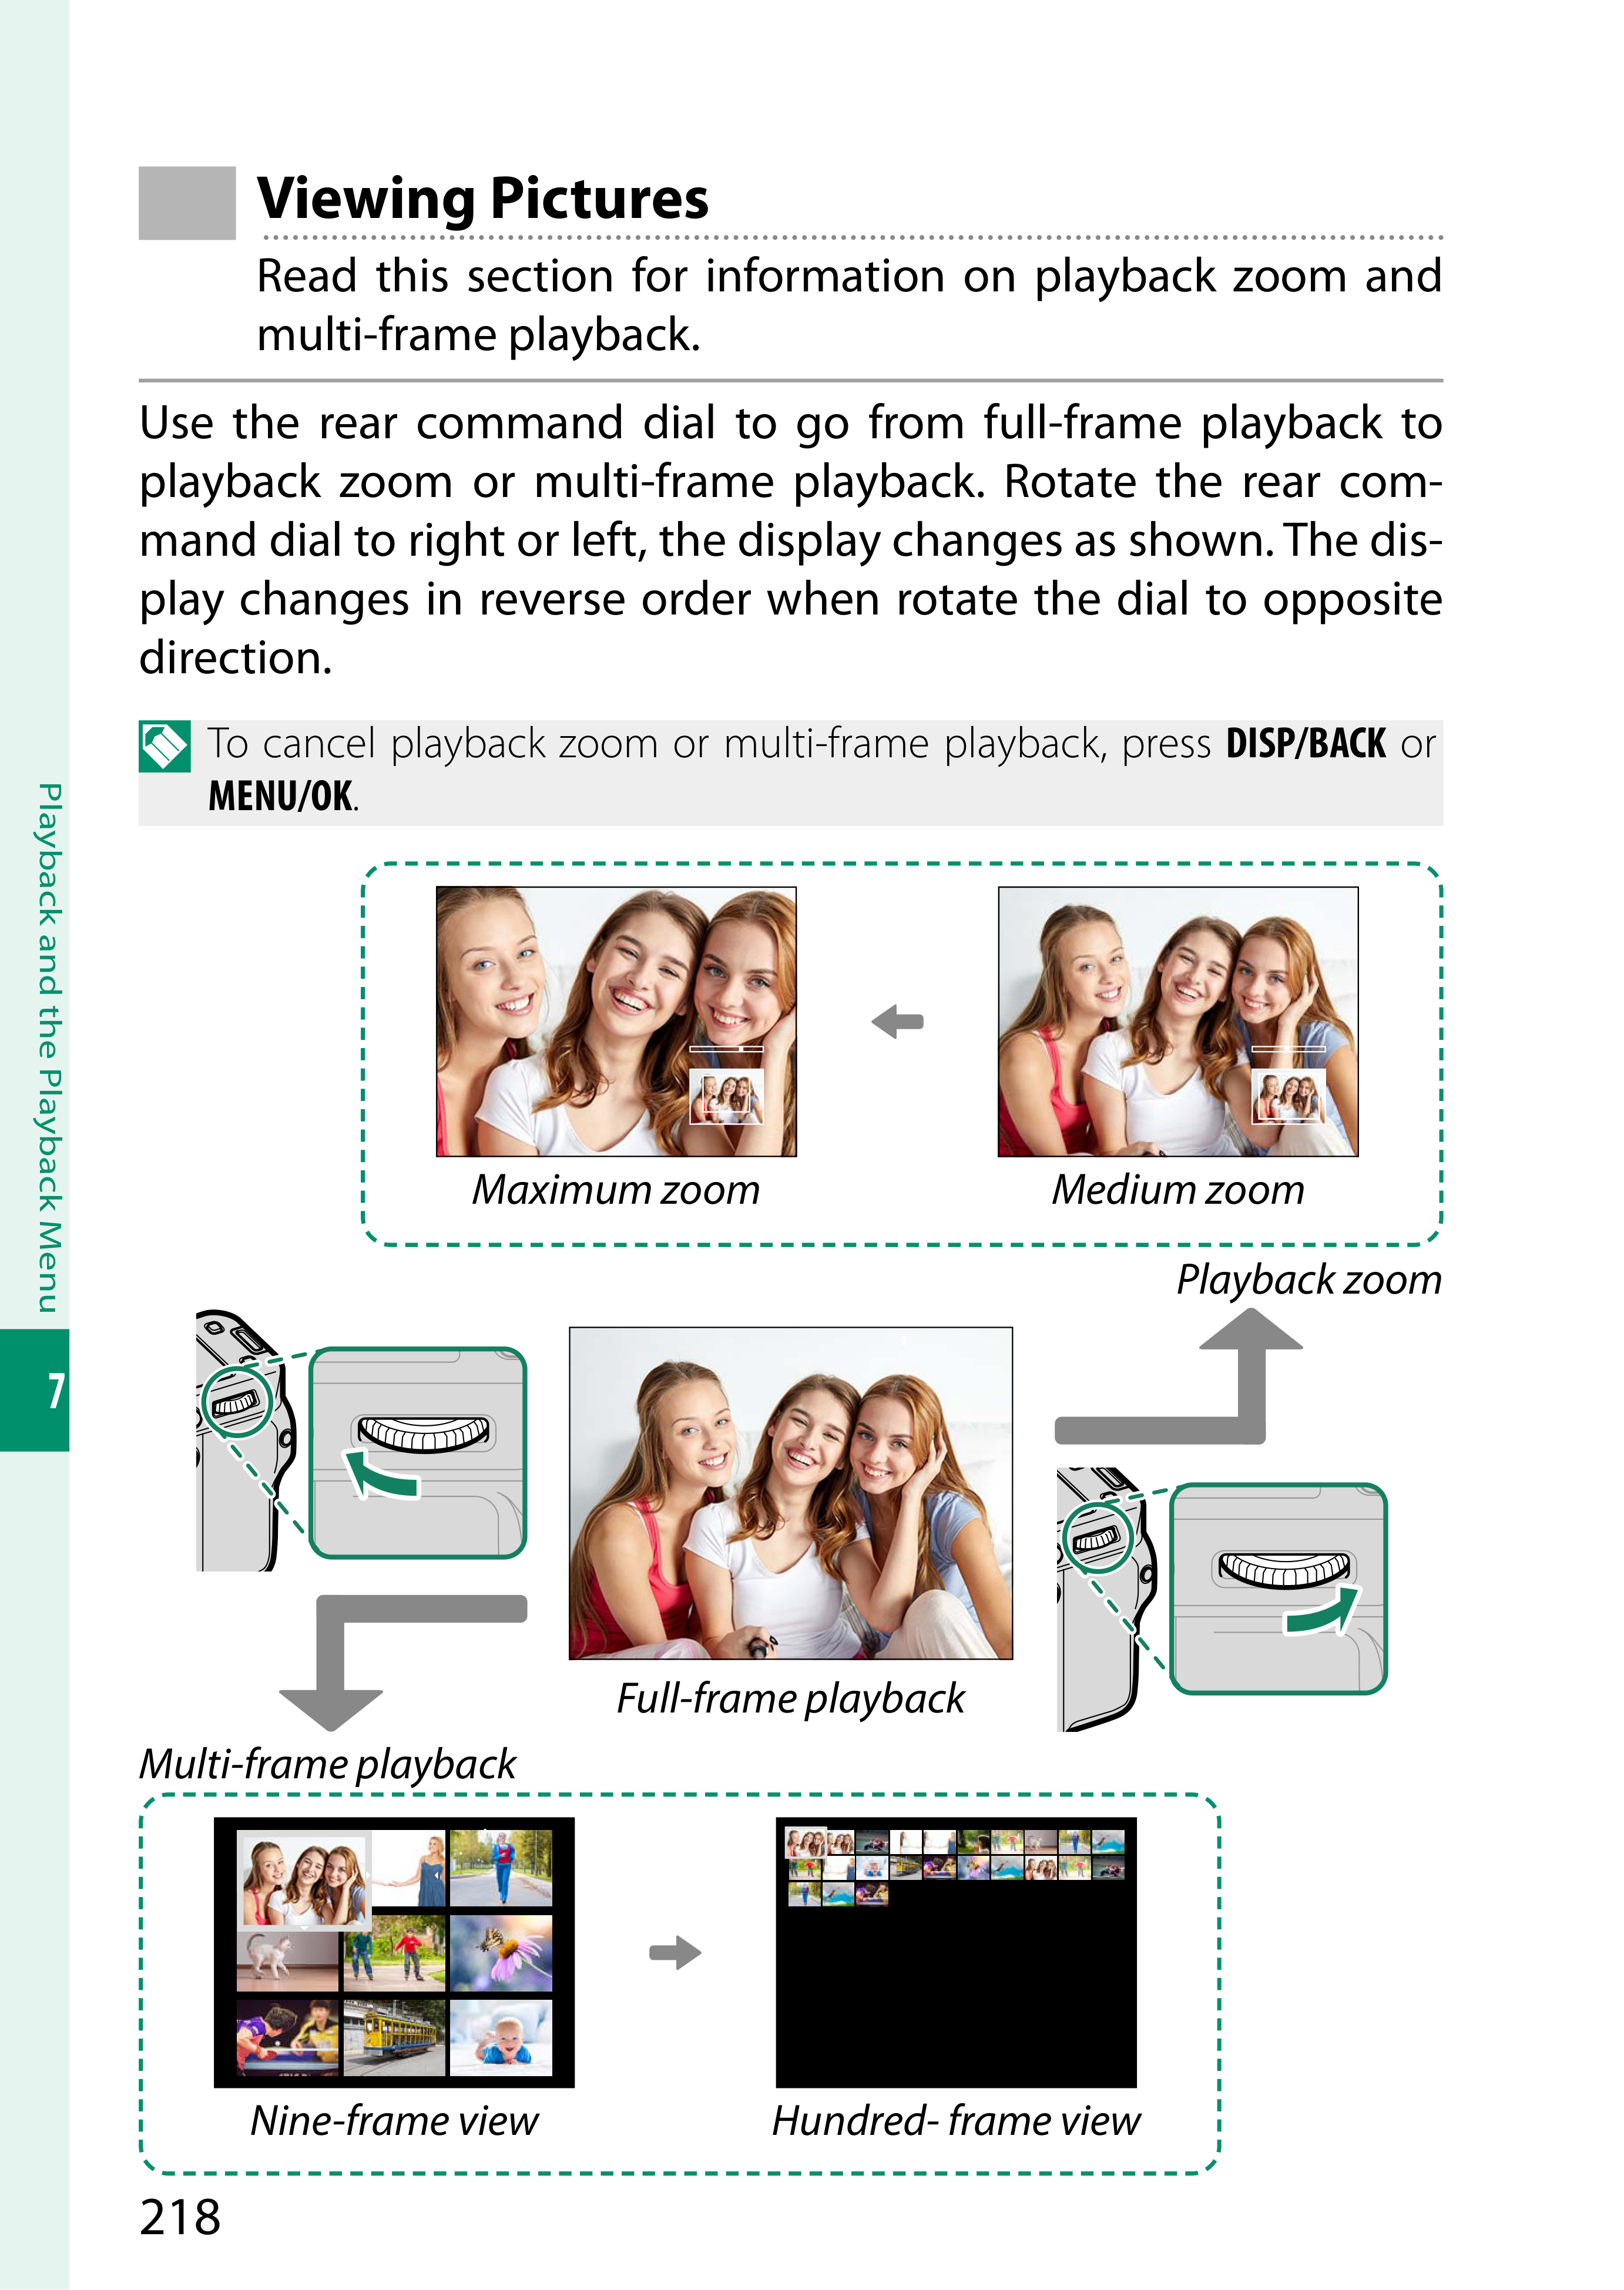 Viewing Pictures
Read this section for information on playback zoom and
multi-frame playback.
Use the rear command dial to go from full-frame playback to
playback zoom or multi-frame playback. Rotate the rear com-
mand dial to right or left, the display changes as shown. The dis-
play changes in reverse order when rotate the dial to opposite
direction.
To cancel playback zoom or multi-frame playback, press DISP/BACK or
MENU/OK.
Maximum zoom
Medium zoom
Playback zoom
Full-frame playback
Multi-frame playback
Nine-frame view
Hundred- frame view
Playback and the Playback Menu
7
218